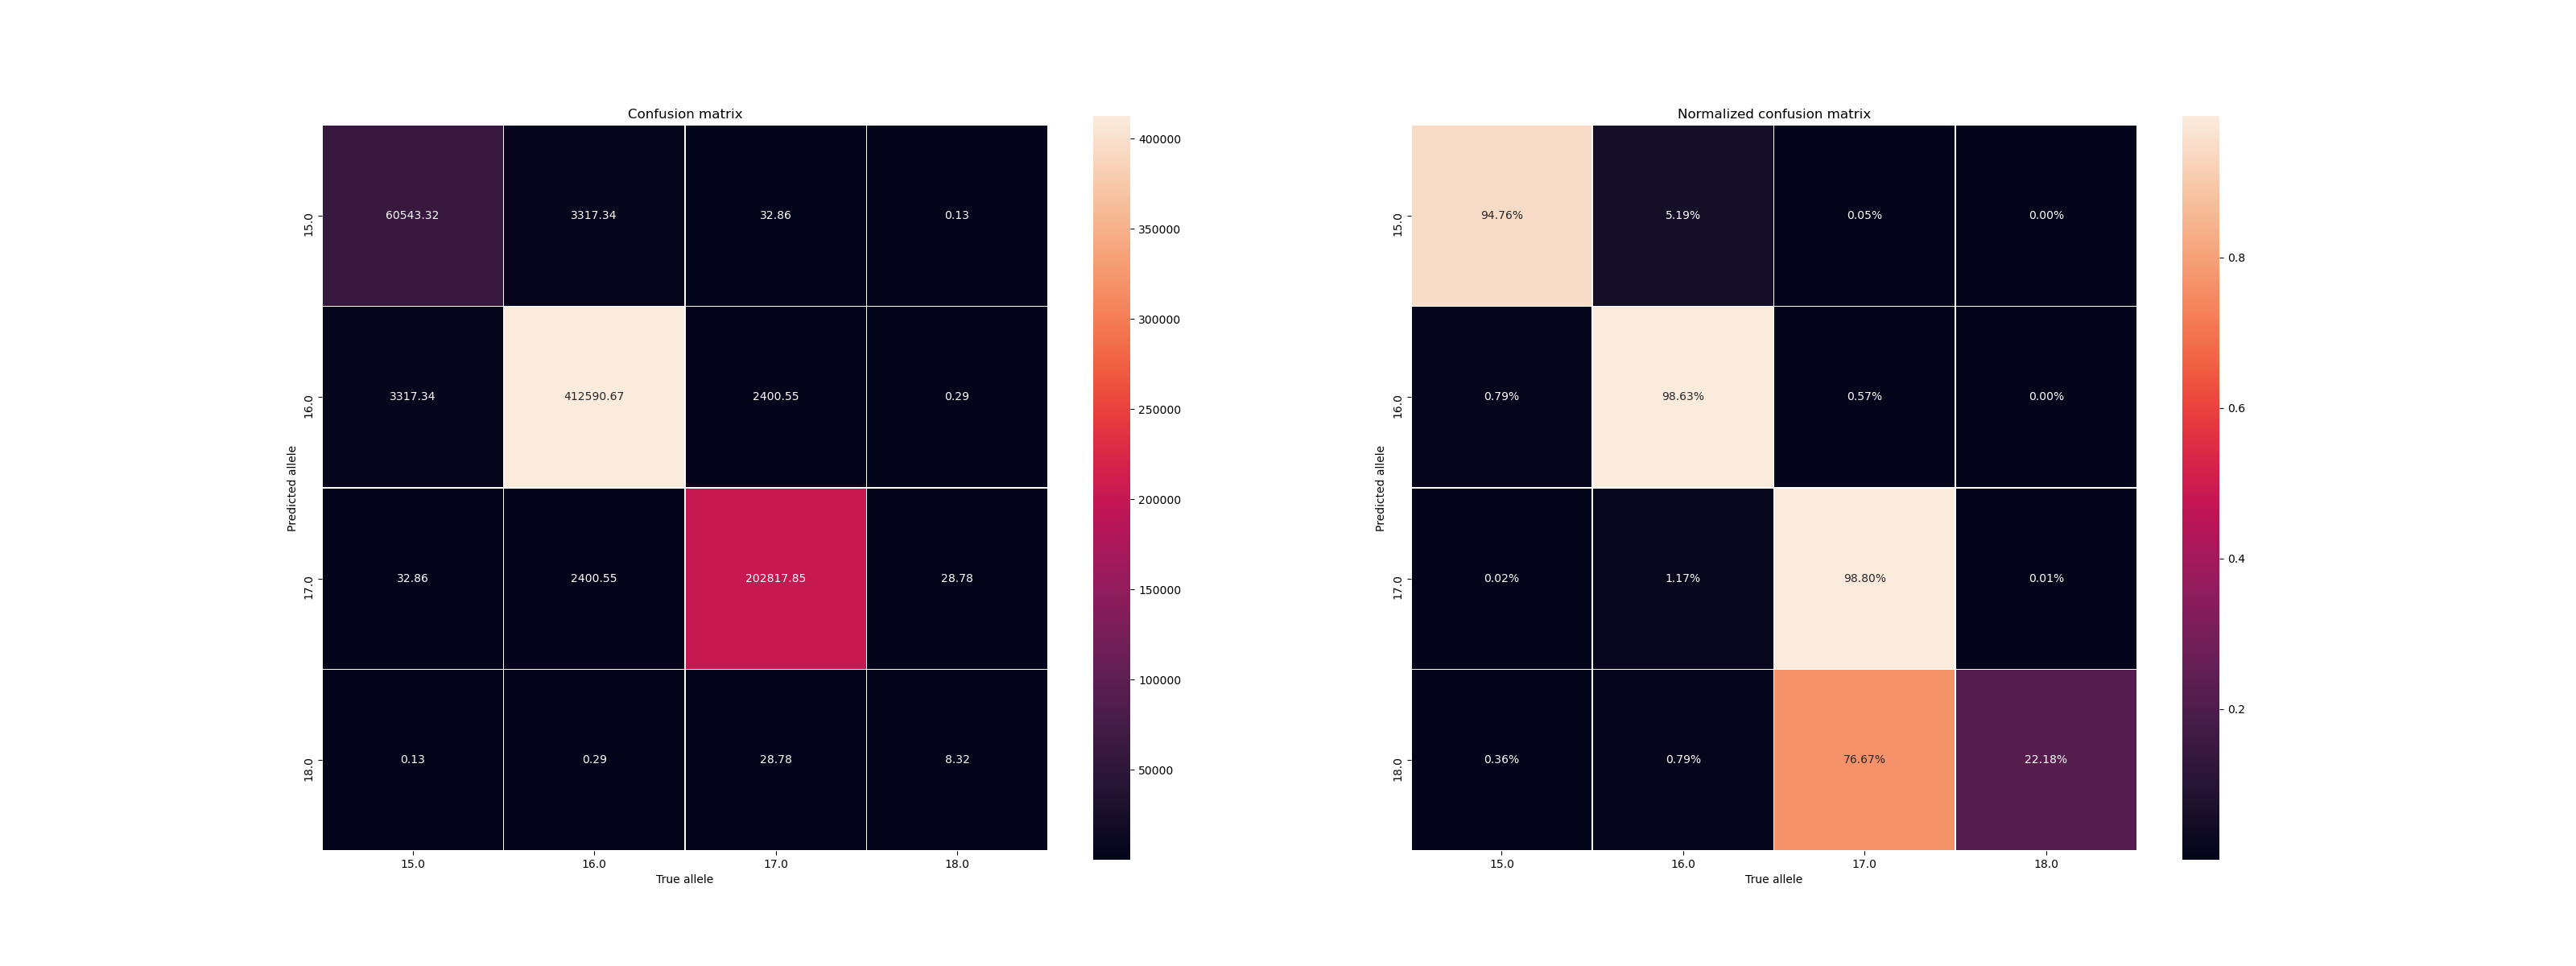 Confusion matrix
15.0
60543.32 3317.34 32.86 0.13
16.0
3317.34 412590.67 2400.55 0.29
17.0
32.86 2400.55 202817.85 28.78
18.0
0.13 0.29 28.78 8.32
Predicted allele
15.0 16.0 17.0 18.0
True allele
400000
350000
300000
250000
200000
150000
100000
50000
Normalized confusion matrix
15.0
94.76% 5.19% 0.05% 0.00%
16.0
0.79% 98.63% 0.57% 0.00%
17.0
0.02% 1.17% 98.80% 0.01%
18.0
0.36% 0.79% 76.67% 22.18%
Predicted allele
15.0 16.0 17.0 18.0
True allele
0.8
0.6
0.4
0.2